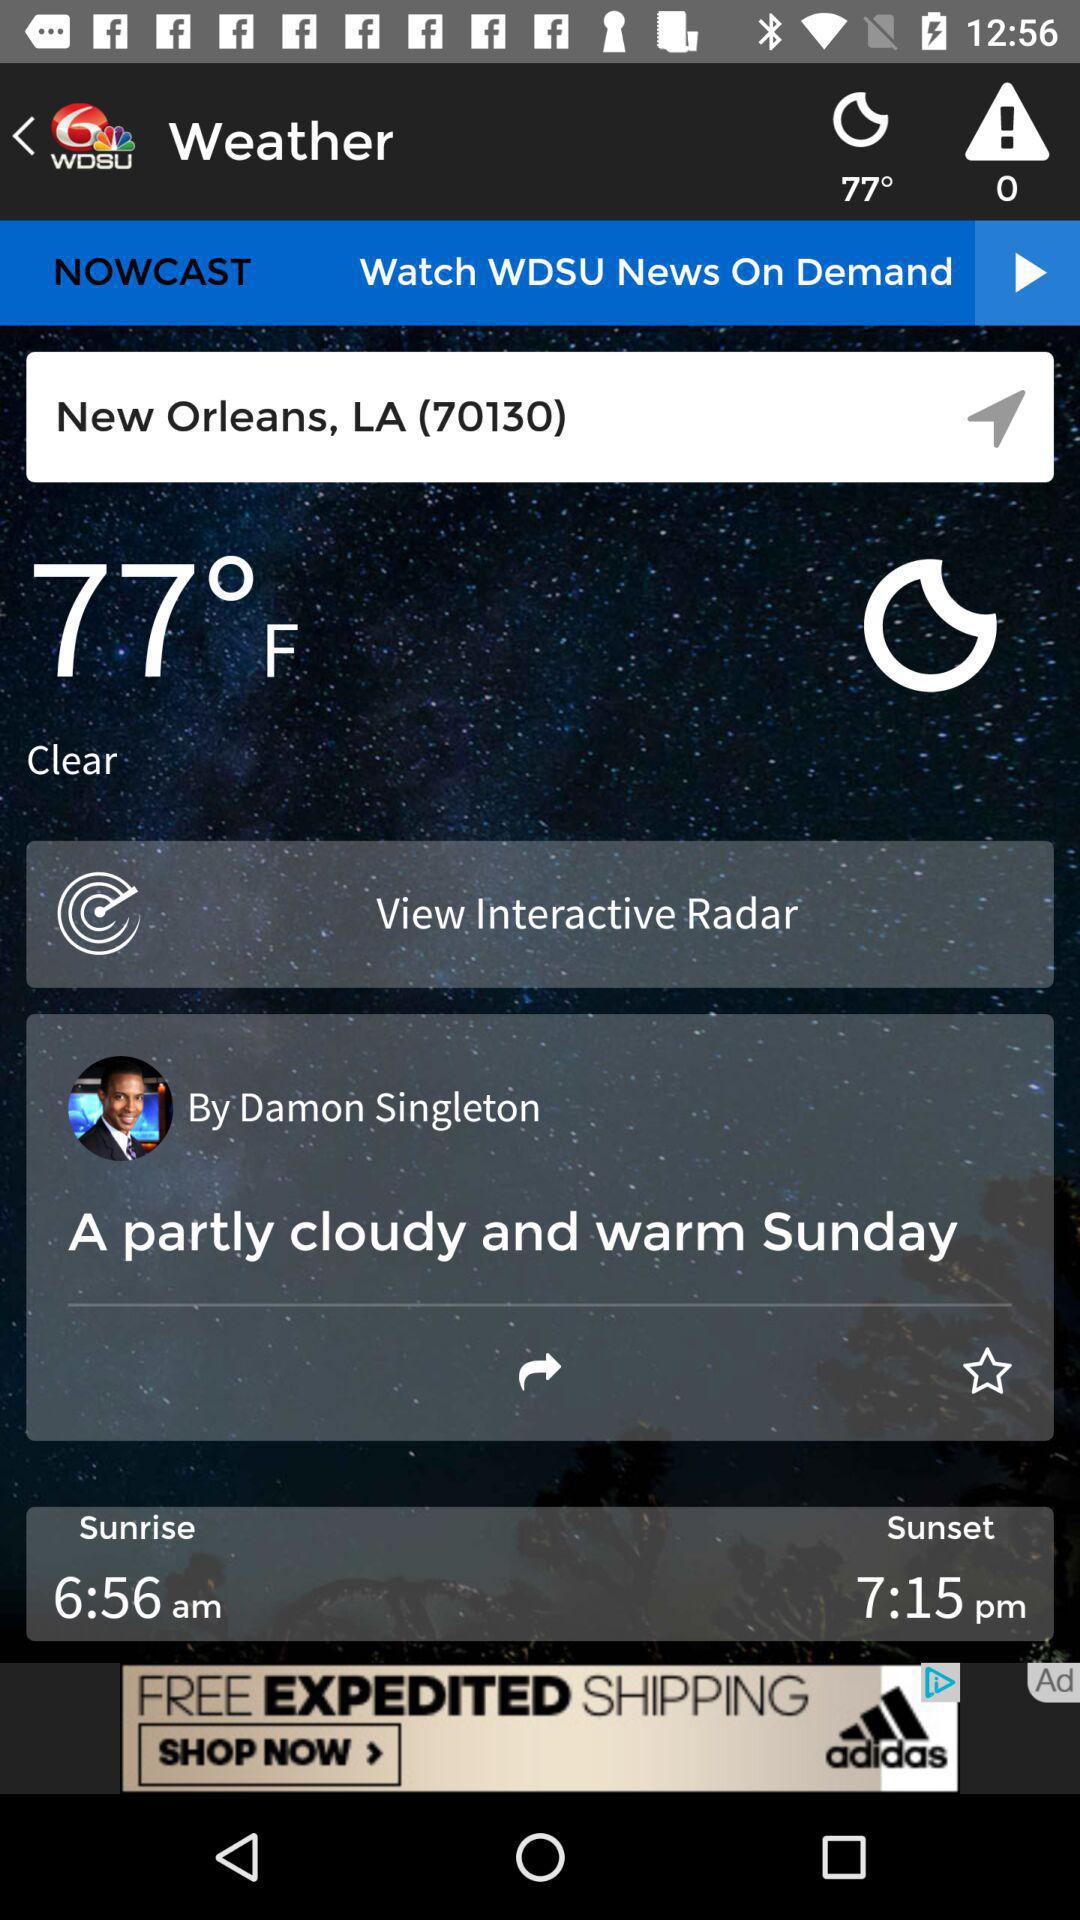 12:56
6
WDSU
Weather
77°
0
NOWCAST
Watch WDSU News On Demand
New Orleans, LA (70130)
77° F
Clear
View Interactive Radar
By Damon Singleton
A partly cloudy and warm Sunday
Sunrise
Sunset
6:56 am
7:15 pm
FREE EXPEDITED SHIPPING
SHOP NOW >
adidas
Ad